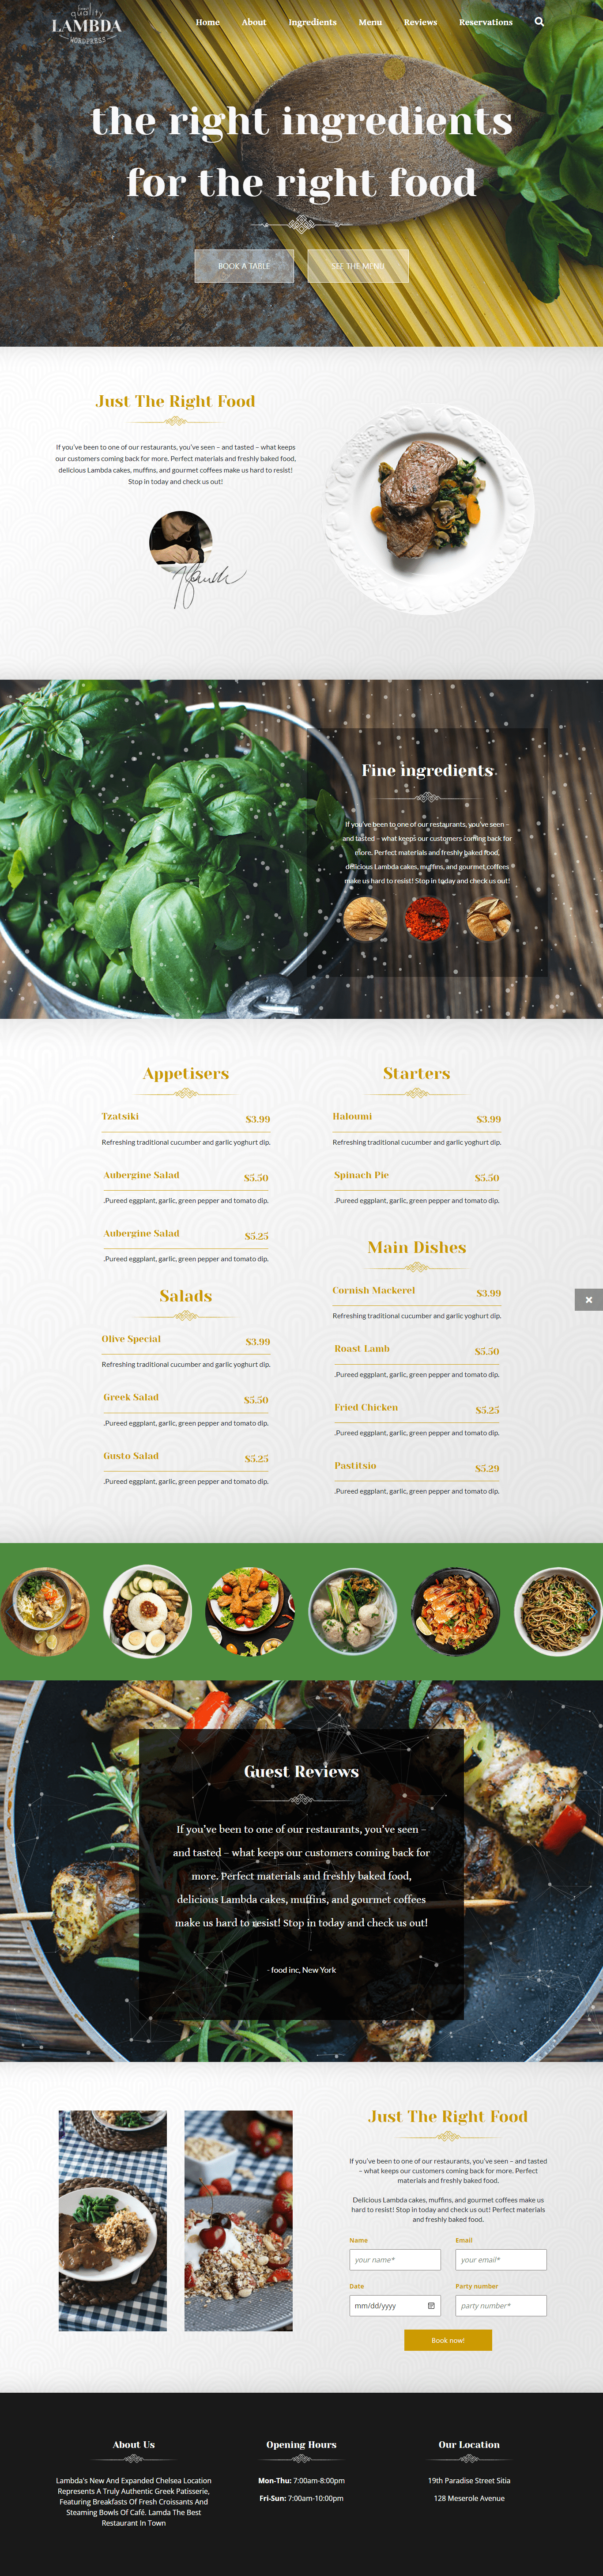 quality
LAMBDA
WORDPRESS
Home About Ingredients Menu Reviews Reservations
the right ingredients
for the right food
BOOK A TABLE SEE THE MENU
Just The Right Food
If you've been to one of our restaurants, you've seen – and tasted – what keeps
our customers coming back for more. Perfect materials and freshly baked food,
delicious Lambda cakes, muffins, and gourmet coffees make us hard to resist!
Stop in today and check us out!
Fine ingredients
If you've been to one of our restaurants, you've seen –
and tasted – what keeps our customers coming back for
more. Perfect materials and freshly baked food,
delicious Lambda cakes, muffins, and gourmet coffees
make us hard to resist! Stop in today and check us out!
Appetisers
Tzatsiki $3.99
Refreshing traditional cucumber and garlic yoghurt dip.
Aubergine Salad $5.50
.Pureed eggplant, garlic, green pepper and tomato dip.
Aubergine Salad $5.25
.Pureed eggplant, garlic, green pepper and tomato dip.
Salads
Olive Special $3.99
Refreshing traditional cucumber and garlic yoghurt dip.
Greek Salad $5.50
.Pureed eggplant, garlic, green pepper and tomato dip.
Gusto Salad $5.25
.Pureed eggplant, garlic, green pepper and tomato dip.
Starters
Haloumi $3.99
Refreshing traditional cucumber and garlic yoghurt dip.
Spinach Pie $5.50
.Pureed eggplant, garlic, green pepper and tomato dip.
Main Dishes
Cornish Mackerel $3.99
Refreshing traditional cucumber and garlic yoghurt dip.
Roast Lamb $5.50
.Pureed eggplant, garlic, green pepper and tomato dip.
Fried Chicken $5.25
.Pureed eggplant, garlic, green pepper and tomato dip.
Pastitsio $5.29
.Pureed eggplant, garlic, green pepper and tomato dip.
Guest Reviews
If you've been to one of our restaurants, you've seen –
and tasted – what keeps our customers coming back for
more. Perfect materials and freshly baked food,
delicious Lambda cakes, muffins, and gourmet coffees
make us hard to resist! Stop in today and check us out!
- food inc, New York
Just The Right Food
If you've been to one of our restaurants, you've seen – and tasted
– what keeps our customers coming back for more. Perfect
materials and freshly baked food.
Delicious Lambda cakes, muffins, and gourmet coffees make us
hard to resist! Stop in today and check us out! Perfect materials
and freshly baked food.
Name Email
your name* your email*
Date Party number
mm/dd/yyyy party number*
Book now!
About Us
Lambda's New And Expanded Chelsea Location
Represents A Truly Authentic Greek Patisserie,
Featuring Breakfasts Of Fresh Croissants And
Steaming Bowls Of Café. Lamda The Best
Restaurant In Town
Opening Hours
Mon-Thu: 7:00am-8:00pm
Fri-Sun: 7:00am-10:00pm
Our Location
19th Paradise Street Sitia
128 Meserole Avenue